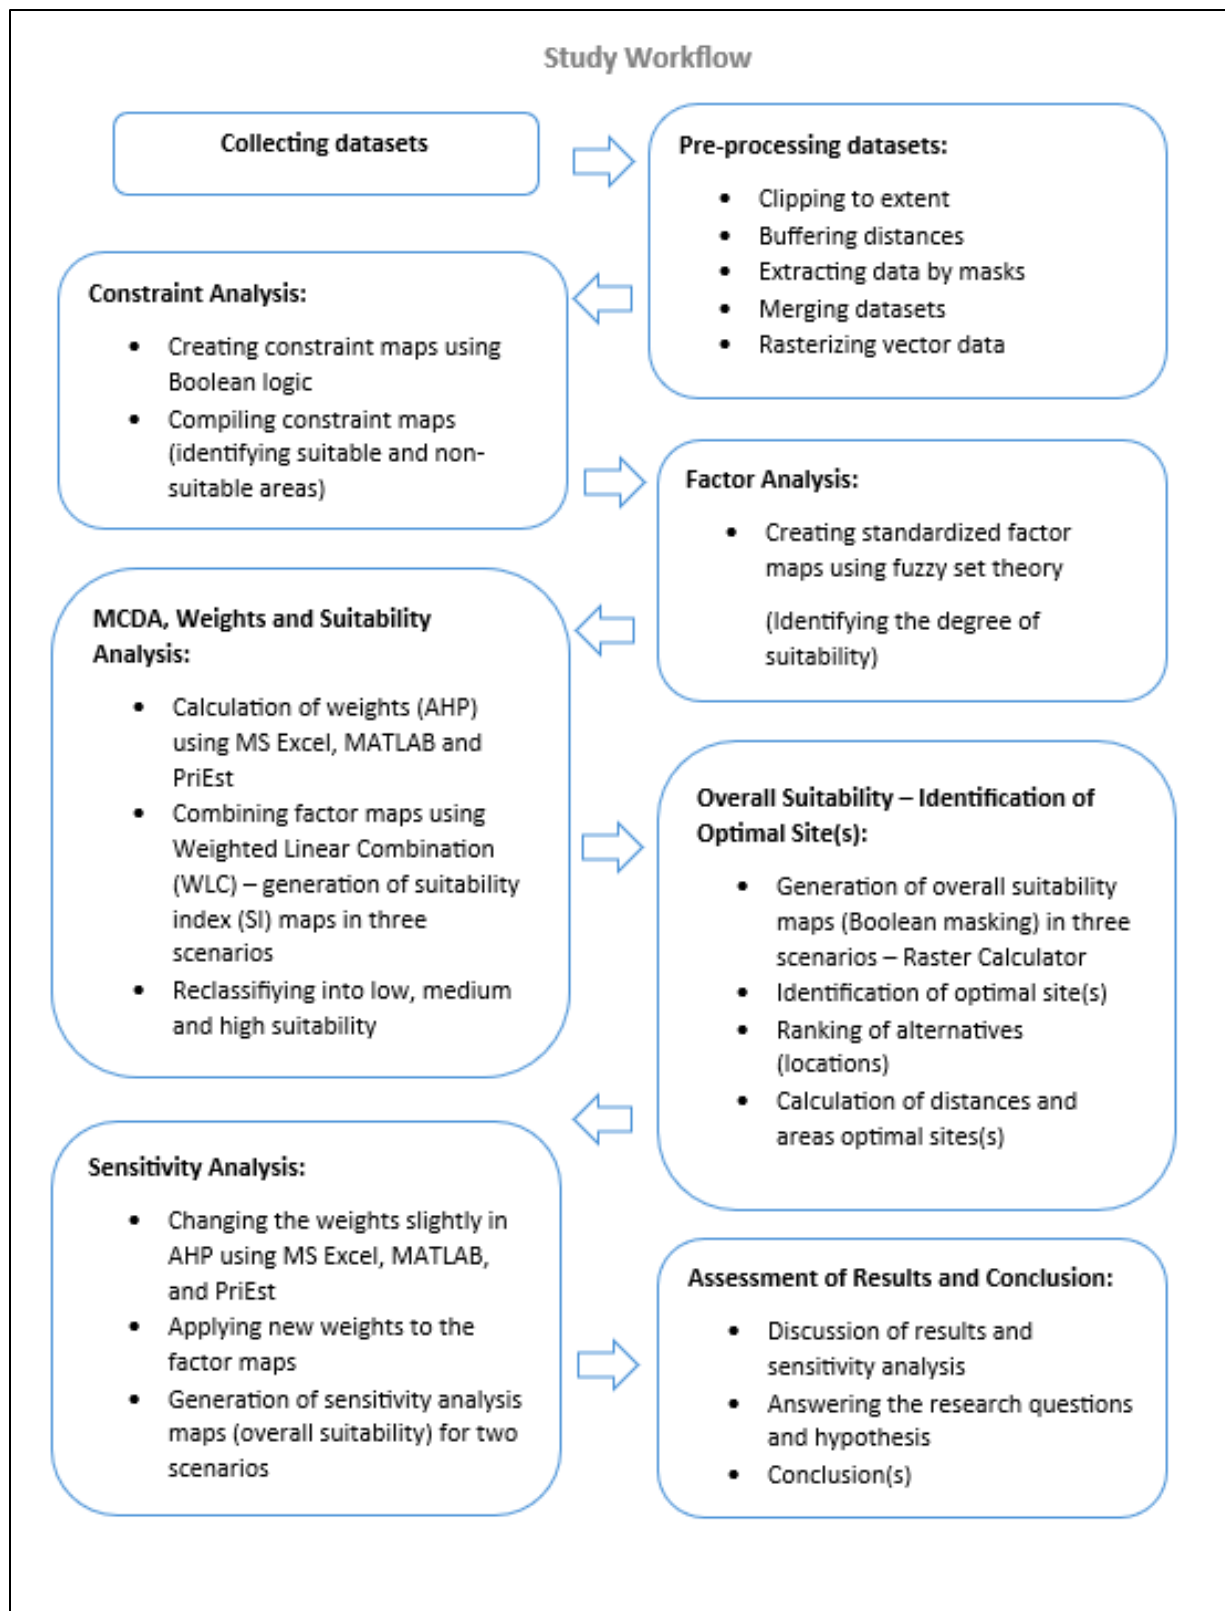 Study Workflow
Collecting datasets
Pre-processing datasets:
• Clipping to extent
• Buffering distances
• Extracting data by masks
• Merging datasets
• Rasterizing vector data
Constraint Analysis:
• Creating constraint maps using
Boolean logic
• Compiling constraint maps
(identifying suitable and non-
suitable areas)
Factor Analysis:
• Creating standardized factor
maps using fuzzy set theory
(Identifying the degree of
suitability)
MCDA, Weights and Suitability
Analysis:
• Calculation of weights (AHP)
using MS Excel, MATLAB and
PriEst
• Combining factor maps using
Weighted Linear Combination
(WLC) – generation of suitability
index (SI) maps in three
scenarios
• Reclassifiying into low, medium
and high suitability
Overall Suitability – Identification of
Optimal Site(s):
• Generation of overall suitability
maps (Boolean masking) in three
scenarios – Raster Calculator
• Identification of optimal site(s)
• Ranking of alternatives
(locations)
• Calculation of distances and
areas optimal sites(s)
Sensitivity Analysis:
• Changing the weights slightly in
AHP using MS Excel, MATLAB,
and PriEst
• Applying new weights to the
factor maps
• Generation of sensitivity analysis
maps (overall suitability) for two
scenarios
Assessment of Results and Conclusion:
• Discussion of results and
sensitivity analysis
• Answering the research questions
and hypothesis
• Conclusion(s)